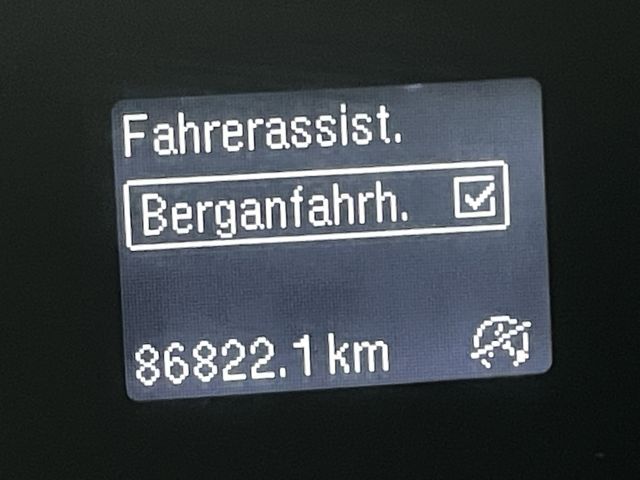 Fahrerassist.
Berganfahrh.
86822.1 km